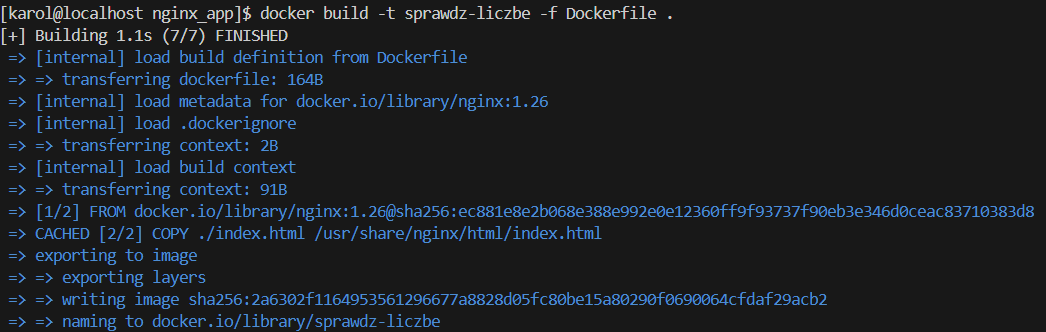 [karol@localhost nginx_app]$ docker build -t sprawdz-liczbe -f Dockerfile .
[+] Building 1.1s (7/7) FINISHED
=> [internal] load build definition from Dockerfile
=> => transferring dockerfile: 164B
=> [internal] load metadata for docker.io/library/nginx:1.26
=> [internal] load .dockerignore
=> => transferring context: 2B
=> [internal] load build context
=> => transferring context: 91B
=> [1/2] FROM docker.io/library/nginx:1.26@sha256:ec881e8e2b068e388e992e0e12360ff9f93737f90eb3e346d0ceac83710383d8
=> CACHED [2/2] COPY ./index.html /usr/share/nginx/html/index.html
=> exporting to image
=> => exporting layers
=> => writing image sha256:2a6302f1164953561296677a8828d05fc80be15a80290f0690064cfdaf29acb2
=> => naming to docker.io/library/sprawdz-liczbe